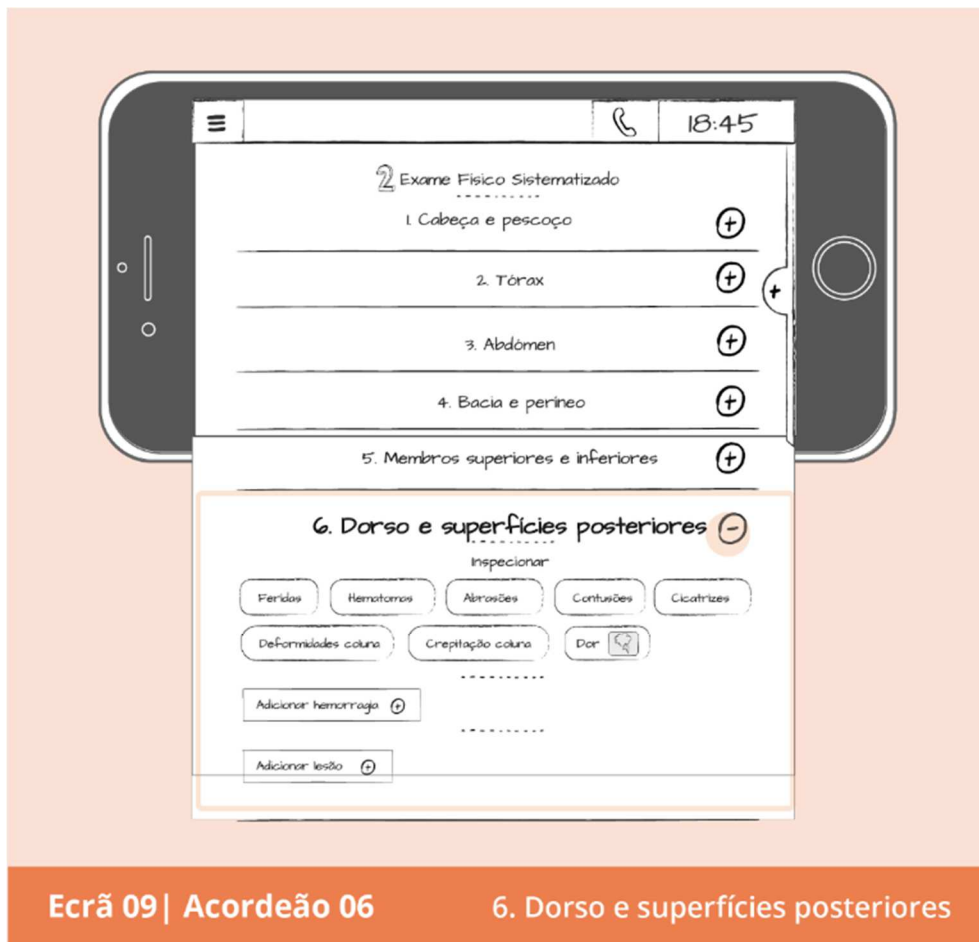 18:45
2 Exame Físico Sistematizado
1. Cabeça e pescoço
2. Tórax
3. Abdómen
4. Bacia e períneo
5. Membros superiores e inferiores
6. Dorso e superfícies posteriores
Inspecionar
Feridas Hematomas Abrasões Contusões Cicatrizes
Deformidades coluna Crepitação coluna Dor
Adicionar hemorragia
Adicionar lesão
Ecrã 09| Acordeão 06 6. Dorso e superfícies posteriores